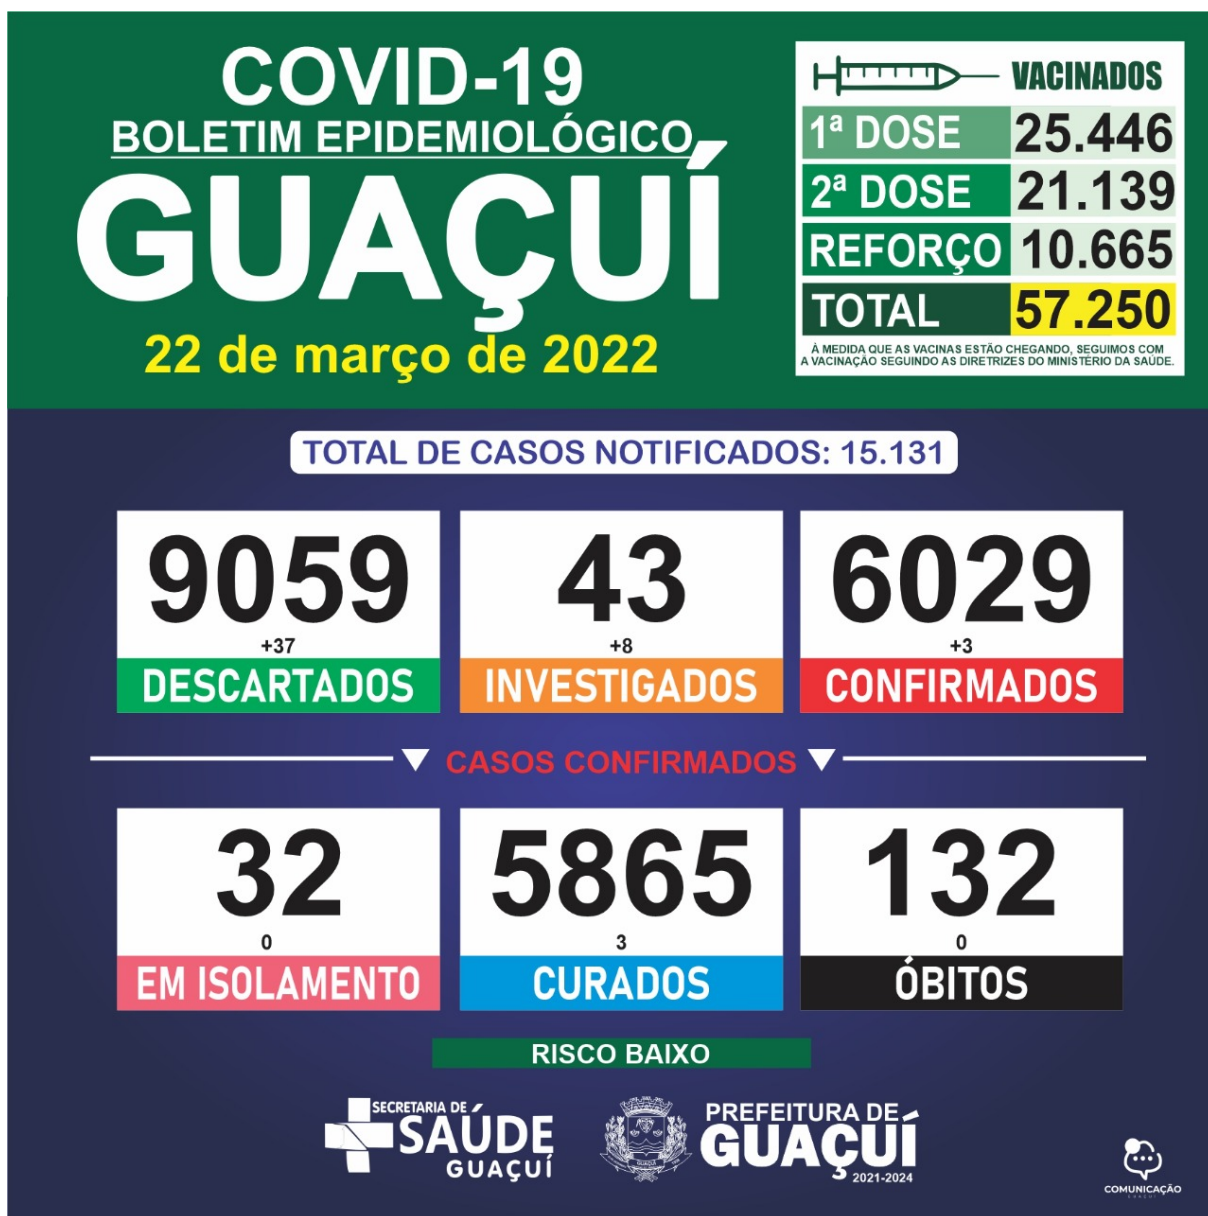 COVID-19
BOLETIM EPIDEMIOLÓGICO
GUAÇUÍ
22 de março de 2022
VACINADOS
1ª DOSE 25.446
2ª DOSE 21.139
REFORÇO 10.665
TOTAL 57.250
À MEDIDA QUE AS VACINAS ESTÃO CHEGANDO, SEGUIMOS COM
A VACINAÇÃO SEGUINDO AS DIRETRIZES DO MINISTÉRIO DA SAÚDE.
TOTAL DE CASOS NOTIFICADOS: 15.131
9059
+37
DESCARTADOS
43
+8
INVESTIGADOS
6029
+3
CONFIRMADOS
CASOS CONFIRMADOS
32
0
EM ISOLAMENTO
5865
3
CURADOS
132
0
ÓBITOS
RISCO BAIXO
SECRETARIA DE
SAÚDE
GUAÇUÍ
PREFEITURA DE
GUAÇUÍ
2021-2024
COMUNICAÇÃO
GUAÇUÍ